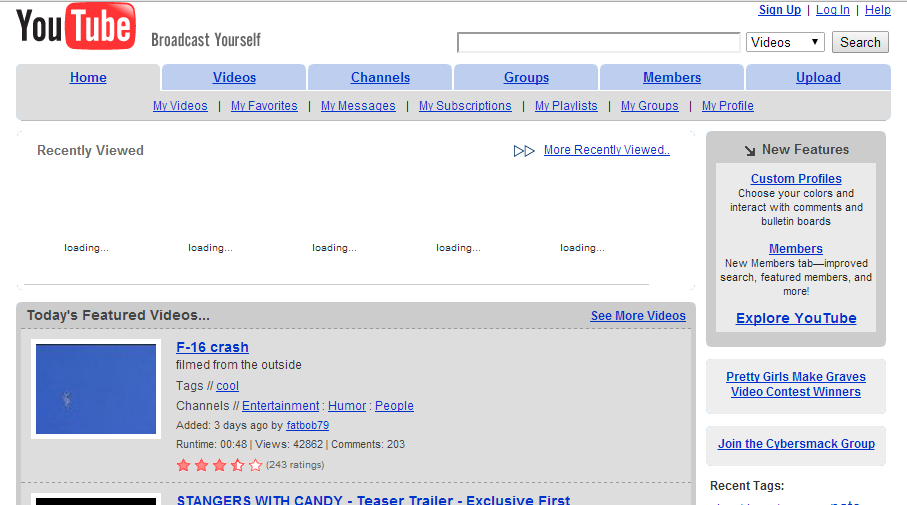 YouTube
Broadcast Yourself
Sign Up | Log In | Help
Videos Search
Home Videos Channels Groups Members Upload
My Videos | My Favorites | My Messages | My Subscriptions | My Playlists | My Groups | My Profile
Recently Viewed
More Recently Viewed..
loading... loading... loading... loading... loading...
Today's Featured Videos...
See More Videos
F-16 crash
filmed from the outside
Tags // cool
Channels // Entertainment : Humor : People
Added: 3 days ago by fatbob79
Runtime: 00:48 | Views: 42862 | Comments: 203
(243 ratings)
STANGERS WITH CANDY - Teaser Trailer - Exclusive First
New Features
Custom Profiles
Choose your colors and
interact with comments and
bulletin boards
Members
New Members tab—improved
search, featured members, and
more!
Explore YouTube
Pretty Girls Make Graves
Video Contest Winners
Join the Cybersmack Group
Recent Tags: